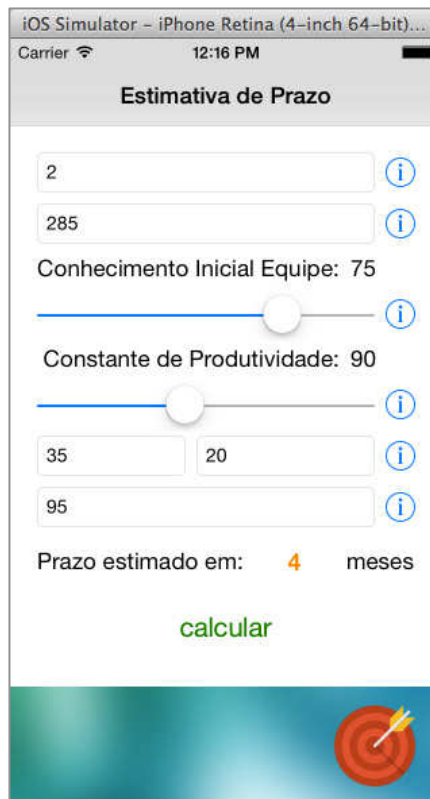 iOS Simulator – iPhone Retina (4-inch 64-bit)...
Carrier 12:16 PM
Estimativa de Prazo
2
285
Conhecimento Inicial Equipe: 75
Constante de Produtividade: 90
35 20
95
Prazo estimado em: 4 meses
calcular